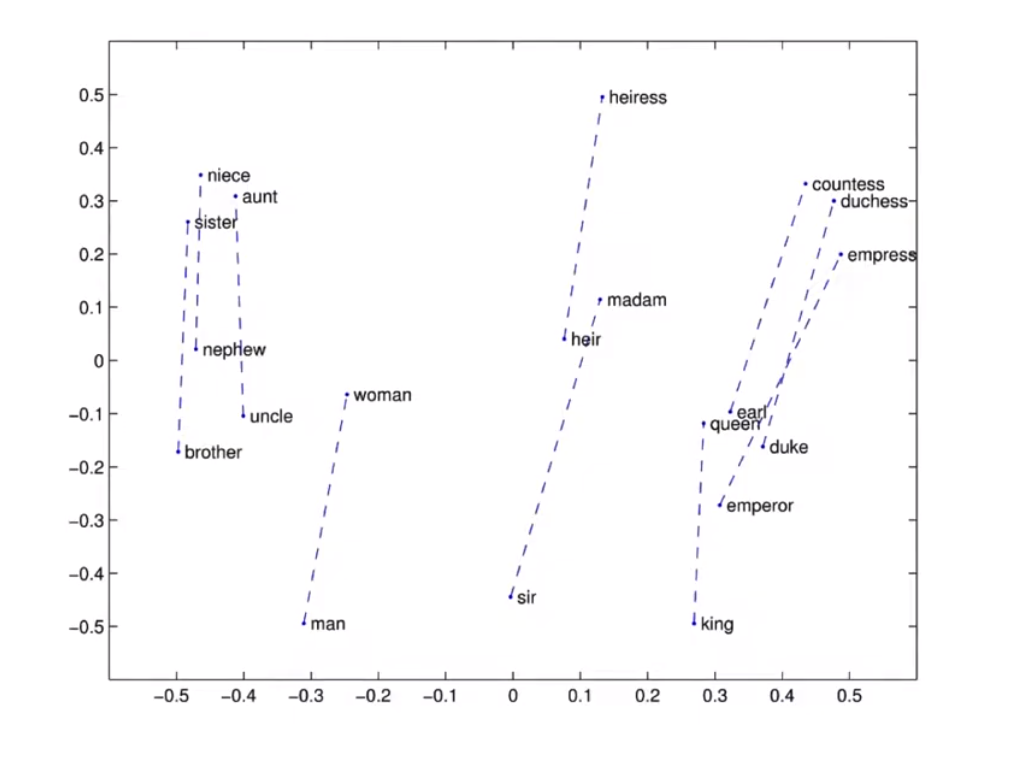 0.5
0.4
0.3
0.2
0.1
0
−0.1
−0.2
−0.3
−0.4
−0.5
heiress
niece
aunt
sister
countess
duchess
empress
madam
heir
nephew
woman
uncle
earl
queen
brother
duke
emperor
sir
man
king
−0.5 −0.4 −0.3 −0.2 −0.1 0 0.1 0.2 0.3 0.4 0.5